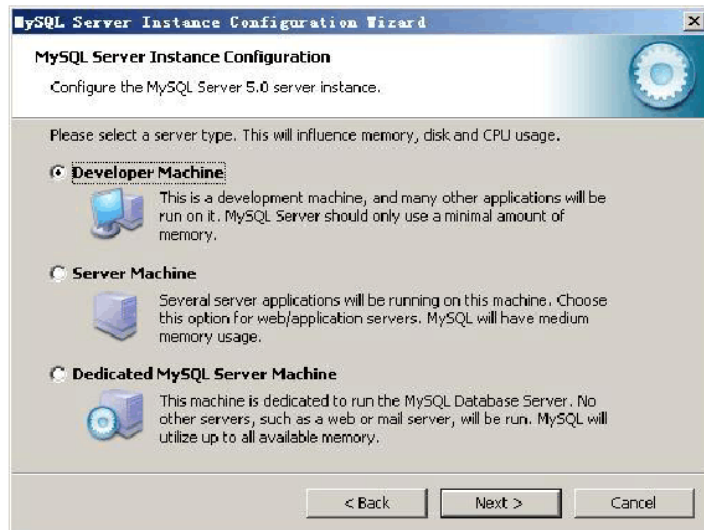 MySQL Server Instance Configuration Wizard
MySQL Server Instance Configuration
Configure the MySQL Server 5.0 server instance.
Please select a server type. This will influence memory, disk and CPU usage.
Developer Machine
This is a development machine, and many other applications will be
run on it. MySQL Server should only use a minimal amount of
memory.
Server Machine
Several server applications will be running on this machine. Choose
this option for web/application servers. MySQL will have medium
memory usage.
Dedicated MySQL Server Machine
This machine is dedicated to run the MySQL Database Server. No
other servers, such as a web or mail server, will be run. MySQL will
utilize up to all available memory.
< Back
Next >
Cancel